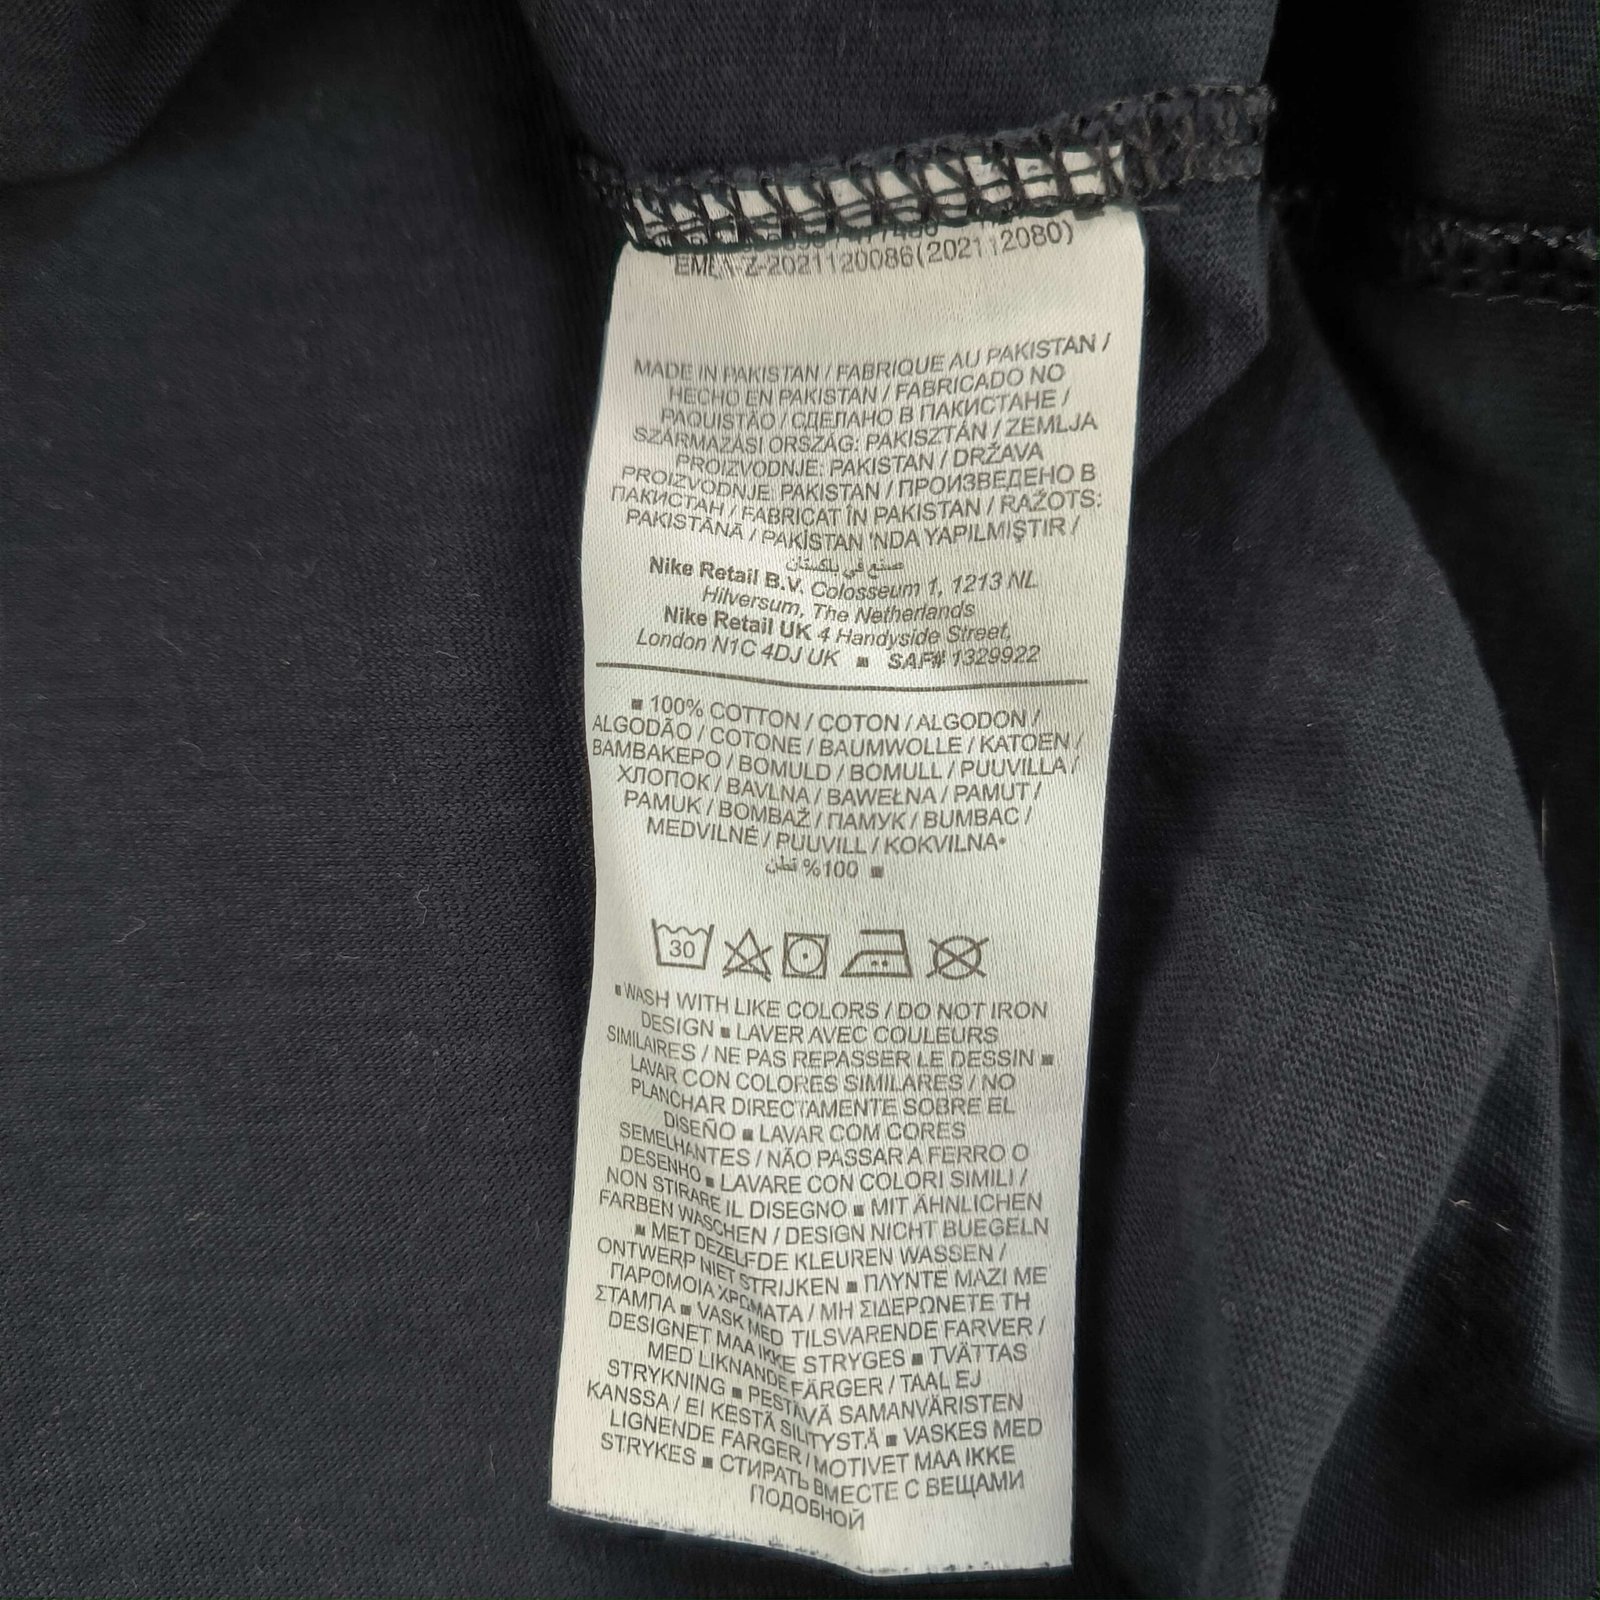 Z-2021120086(202112080)
MADE IN PAKISTAN / FABRIQUE AU PAKISTAN /
HECHO EN PAKISTAN / FABRICADO NO
PAQUISTÃO / СДЕЛАНО В ПАКИСТАНЕ /
SZÁRMAZÁSI ORSZÁG: PAKISZTÁN / ZEMLJA
PROIZVODNJE: PAKISTAN / DRŽAVA
PROIZVODNJE: PAKISTAN / ПРОИЗВЕДЕНО В
ПАКИСТАН / FABRICAT ÎN PAKISTAN / RAŽOTS:
PAKISTĀNĀ / PAKİSTAN 'NDA YAPILMIŞTIR /
صنع في باكستان
Nike Retail B.V. Colosseum 1, 1213 NL
Hilversum, The Netherlands
Nike Retail UK 4 Handyside Street,
London N1C 4DJ UK ■ SAF# 1329922
■ 100% COTTON / COTON / ALGODON /
ALGODÃO / COTONE / BAUMWOLLE / KATOEN /
ΒΑΜΒΑΚΕΡΟ / BOMULD / BOMULL / PUUVILLA /
ХЛОПОК / BAVLNA / BAWEŁNA / PAMUT /
PAMUK / BOMBAŽ / ПАМУК / BUMBAC /
MEDVILNĖ / PUUVILL / KOKVILNA•
■ 100% قطن
30
■ WASH WITH LIKE COLORS / DO NOT IRON
DESIGN ■ LAVER AVEC COULEURS
SIMILAIRES / NE PAS REPASSER LE DESSIN ■
LAVAR CON COLORES SIMILARES / NO
PLANCHAR DIRECTAMENTE SOBRE EL
DISEÑO ■ LAVAR COM CORES
SEMELHANTES / NÃO PASSAR A FERRO O
DESENHO ■ LAVARE CON COLORI SIMILI /
NON STIRARE IL DISEGNO ■ MIT ÄHNLICHEN
FARBEN WASCHEN / DESIGN NICHT BUEGELN
■ MET DEZELFDE KLEUREN WASSEN /
ONTWERP NIET STRIJKEN ■ ΠΛΥΝΤΕ ΜΑΖΙ ΜΕ
ΠΑΡΟΜΟΙΑ ΧΡΩΜΑΤΑ / ΜΗ ΣΙΔΕΡΩΝΕΤΕ ΤΗ
ΣΤΑΜΠΑ ■ VASK MED TILSVARENDE FARVER /
DESIGNET MAA IKKE STRYGES ■ TVÄTTAS
MED LIKNANDE FÄRGER / TAAL EJ
STRYKNING ■ PESTÄVÄ SAMANVÄRISTEN
KANSSA / EI KESTÄ SILITYSTÄ ■ VASKES MED
LIGNENDE FARGER / MOTIVET MAA IKKE
STRYKES ■ СТИРАТЬ ВМЕСТЕ С ВЕЩАМИ
ПОДОБНОЙ